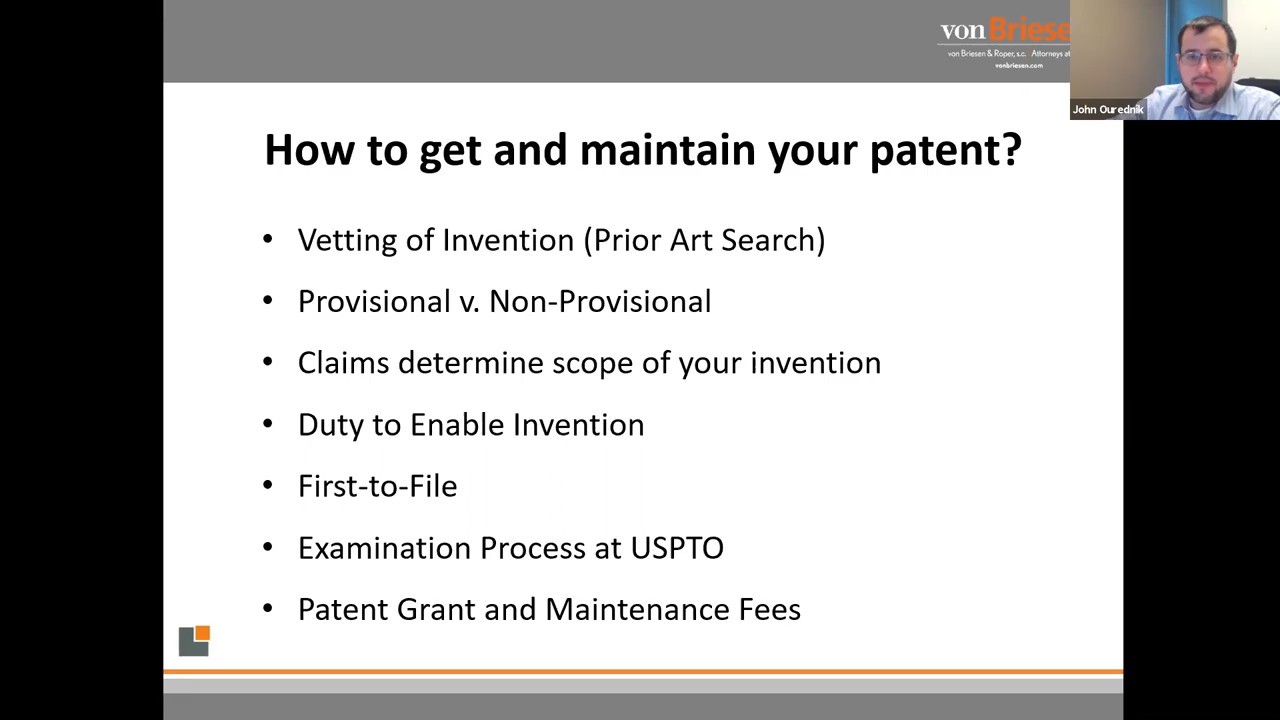 von Briese
von Briesen & Roper, s.c. Attorneys at
vonbriesen.com
John Ourednik
How to get and maintain your patent?
• Vetting of Invention (Prior Art Search)
• Provisional v. Non-Provisional
• Claims determine scope of your invention
• Duty to Enable Invention
• First-to-File
• Examination Process at USPTO
• Patent Grant and Maintenance Fees